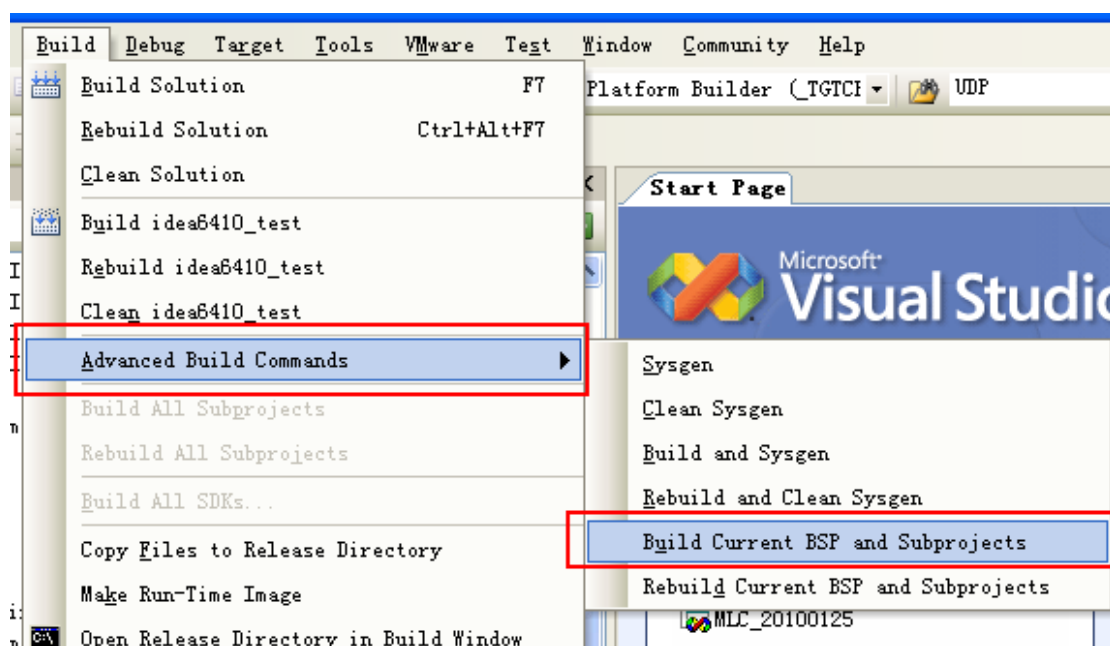 Build Debug Target Tools VMware Test Window Community Help
Build Solution F7
Platform Builder (_TGTCI UDP
Rebuild Solution Ctrl+Alt+F7
Clean Solution
Start Page
Build idea6410_test
Rebuild idea6410_test
Microsoft
Visual Studio
Clean idea6410_test
Advanced Build Commands
Sysgen
Clean Sysgen
Build and Sysgen
Rebuild and Clean Sysgen
Build Current BSP and Subprojects
Rebuild Current BSP and Subprojects
Build All Subprojects
Rebuild All Subprojects
Build All SDKs...
Copy Files to Release Directory
Make Run-Time Image
MLC_20100125
Open Release Directory in Build Window